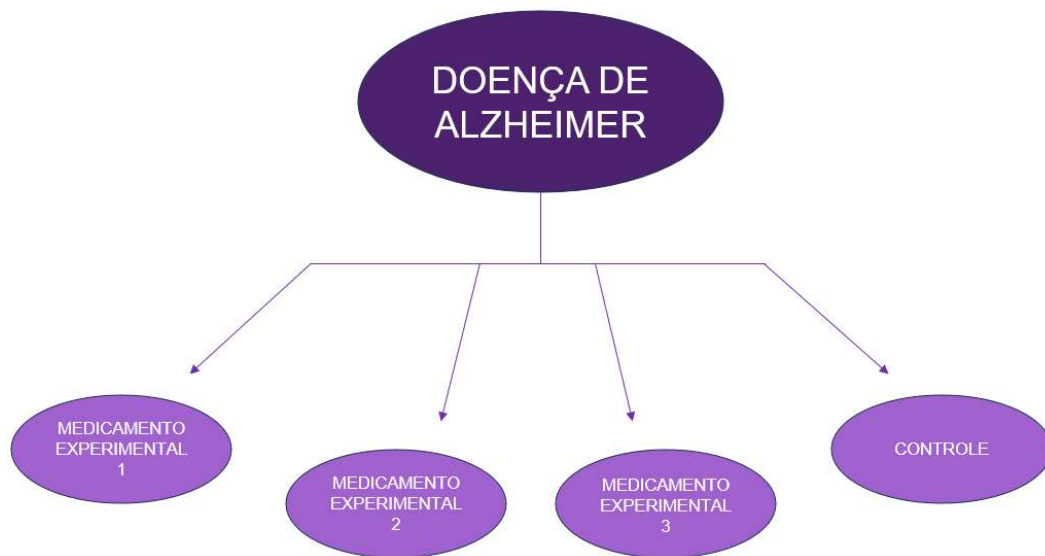 DOENÇA DE
ALZHEIMER
MEDICAMENTO
EXPERIMENTAL
1
MEDICAMENTO
EXPERIMENTAL
2
MEDICAMENTO
EXPERIMENTAL
3
CONTROLE